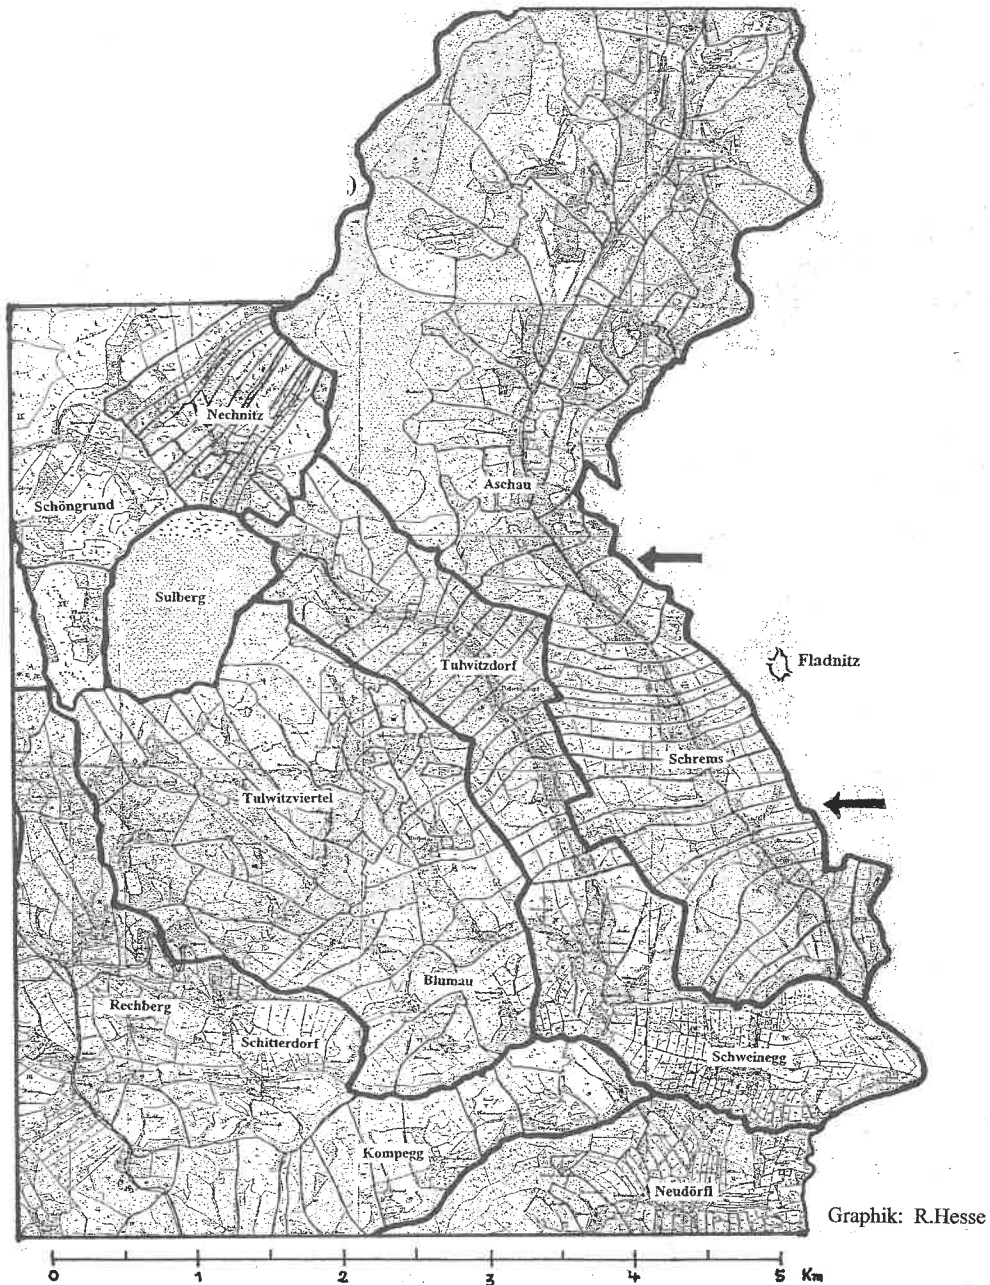 Nechnitz
Aschau
Schöngrund
Sulberg
Fladnitz
Tulwitzdorf
Schrems
Tulwitzviertel
Blumau
Rechberg
Schitterdorf
Schweinegg
Kompegg
Neudörfl
Graphik: R.Hesse
0 1 2 3 4 5 Km